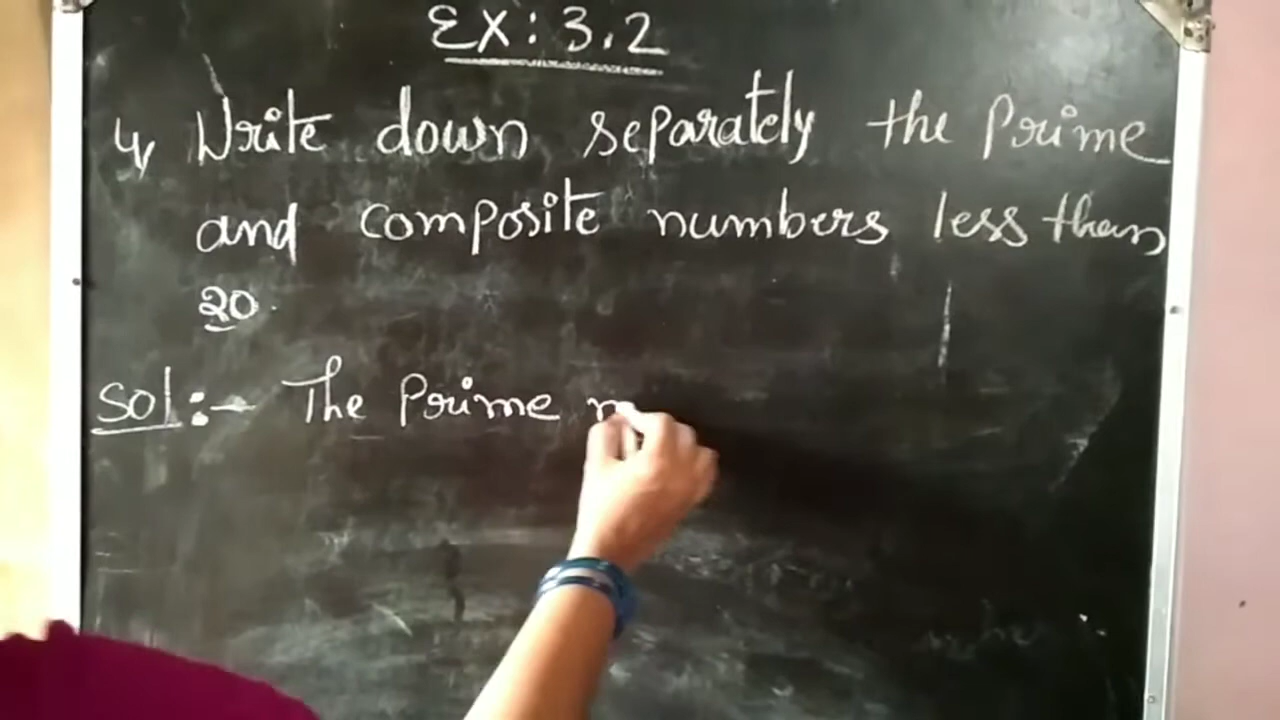 EX: 3.2
4, Write down separately the Prime
and composite numbers less than
20.
Sol:- The Prime n